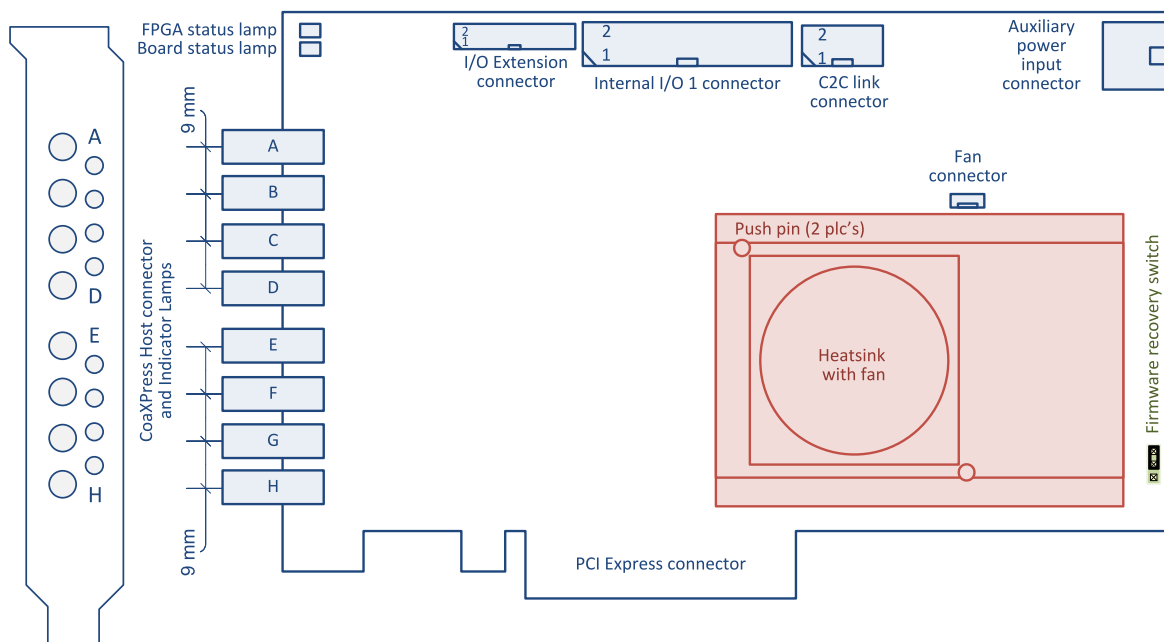 FPGA status lamp
Board status lamp
2
1
I/O Extension
connector
2
1
Internal I/O 1 connector
2
1
C2C link
connector
Auxiliary
power
input
connector
9 mm
A
B
C
D
E
F
G
H
9 mm
A
D
E
H
CoaXPress Host connector
and Indicator Lamps
Fan
connector
Push pin (2 plc's)
Heatsink
with fan
Firmware recovery switch
PCI Express connector